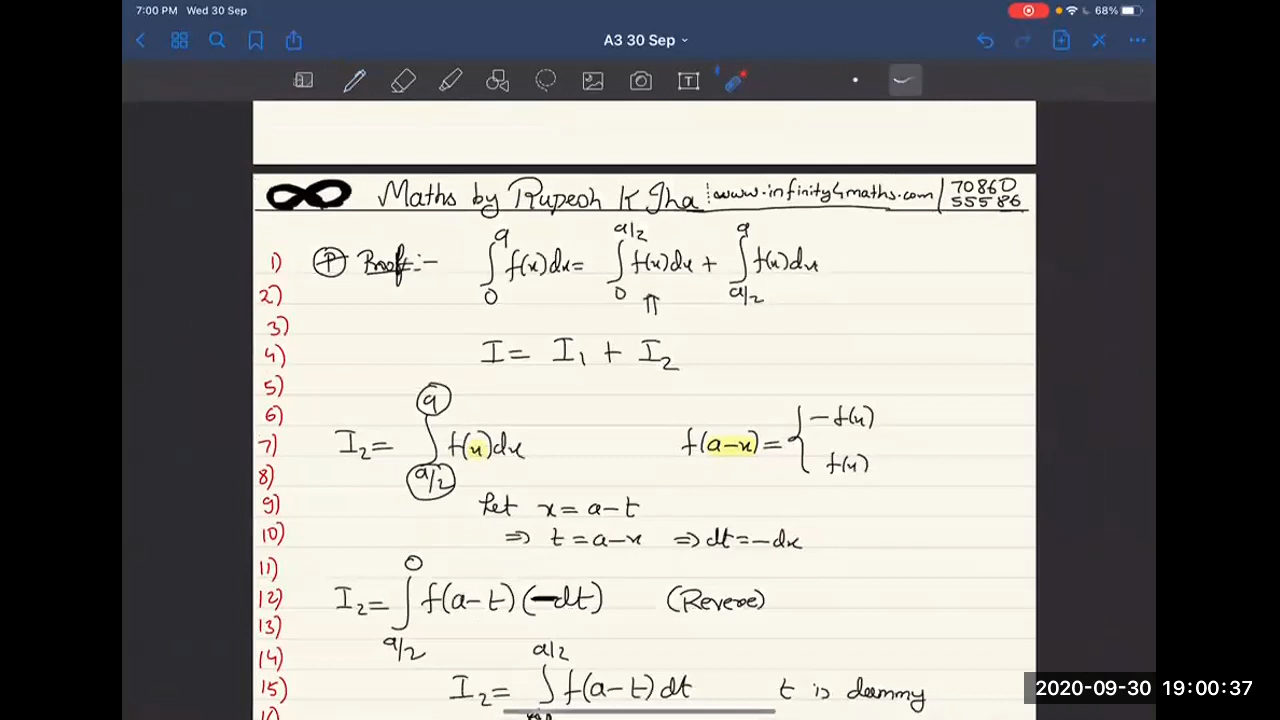 7:00 PM Wed 30 Sep 68%
A3 30 Sep
T
∞ Maths by Rupesh K Jha | www.infinity4maths.com / 70860 55586
1) Ⓟ Proof:- ∫₀^a f(x)dx = ∫₀^{a/2} f(x)dx + ∫_{a/2}^a f(x)dx
2)
3) ⇑
4) I = I₁ + I₂
5)
6)
7) I₂ = ∫_{a/2}^a f(x)dx f(a-x) = { -f(x) f(x)
8)
9) Let x = a-t
10) ⇒ t = a-x ⇒ dt = -dx
11)
12) I₂ = ∫_{a/2}^0 f(a-t)(-dt) (Reverse)
13)
14)
15) I₂ = ∫^{a/2} f(a-t)dt t is dummy
2020-09-30 19:00:37